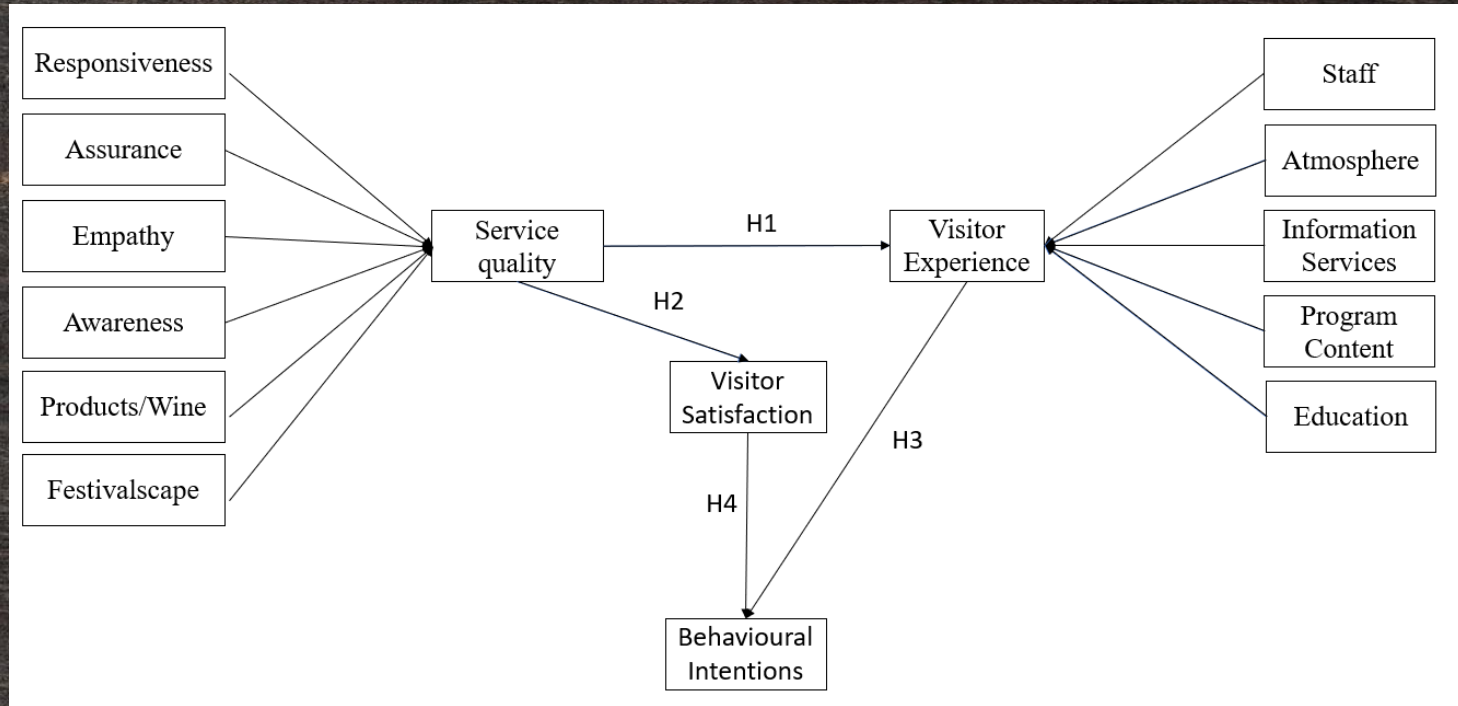 Responsiveness
Assurance
Empathy
Awareness
Products/Wine
Festivalscape
Service
quality
H1
H2
Visitor
Satisfaction
H4
H3
Behavioural
Intentions
Visitor
Experience
Staff
Atmosphere
Information
Services
Program
Content
Education